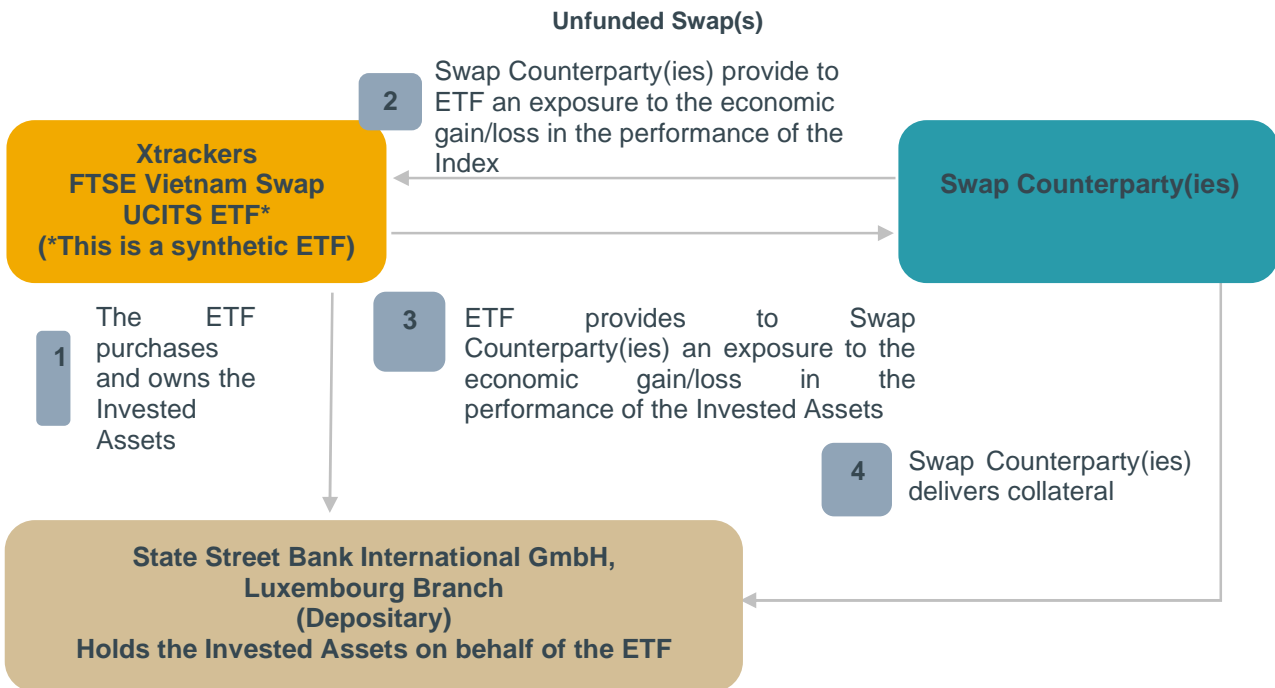 Unfunded Swap(s)
2
Swap Counterparty(ies) provide to
ETF an exposure to the economic
gain/loss in the performance of the
Index
Xtrackers
FTSE Vietnam Swap
UCITS ETF*
(*This is a synthetic ETF)
Swap Counterparty(ies)
1
The ETF
purchases
and owns the
Invested
Assets
3
ETF provides to Swap
Counterparty(ies) an exposure to the
economic gain/loss in the
performance of the Invested Assets
4
Swap Counterparty(ies)
delivers collateral
State Street Bank International GmbH,
Luxembourg Branch
(Depositary)
Holds the Invested Assets on behalf of the ETF